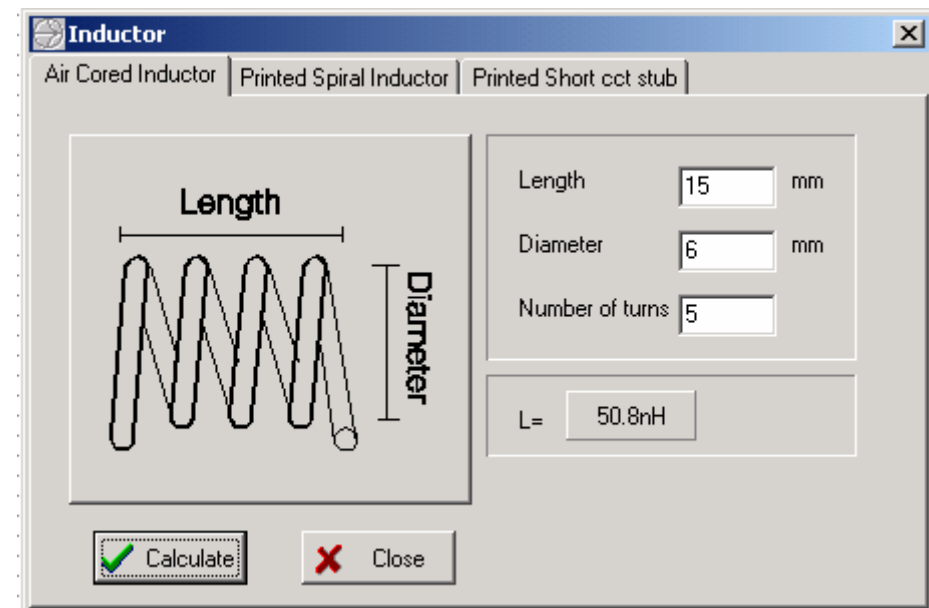 Inductor
Air Cored Inductor Printed Spiral Inductor Printed Short cct stub
Length
Diameter
Length 15 mm
Diameter 6 mm
Number of turns 5
L= 50.8nH
Calculate Close